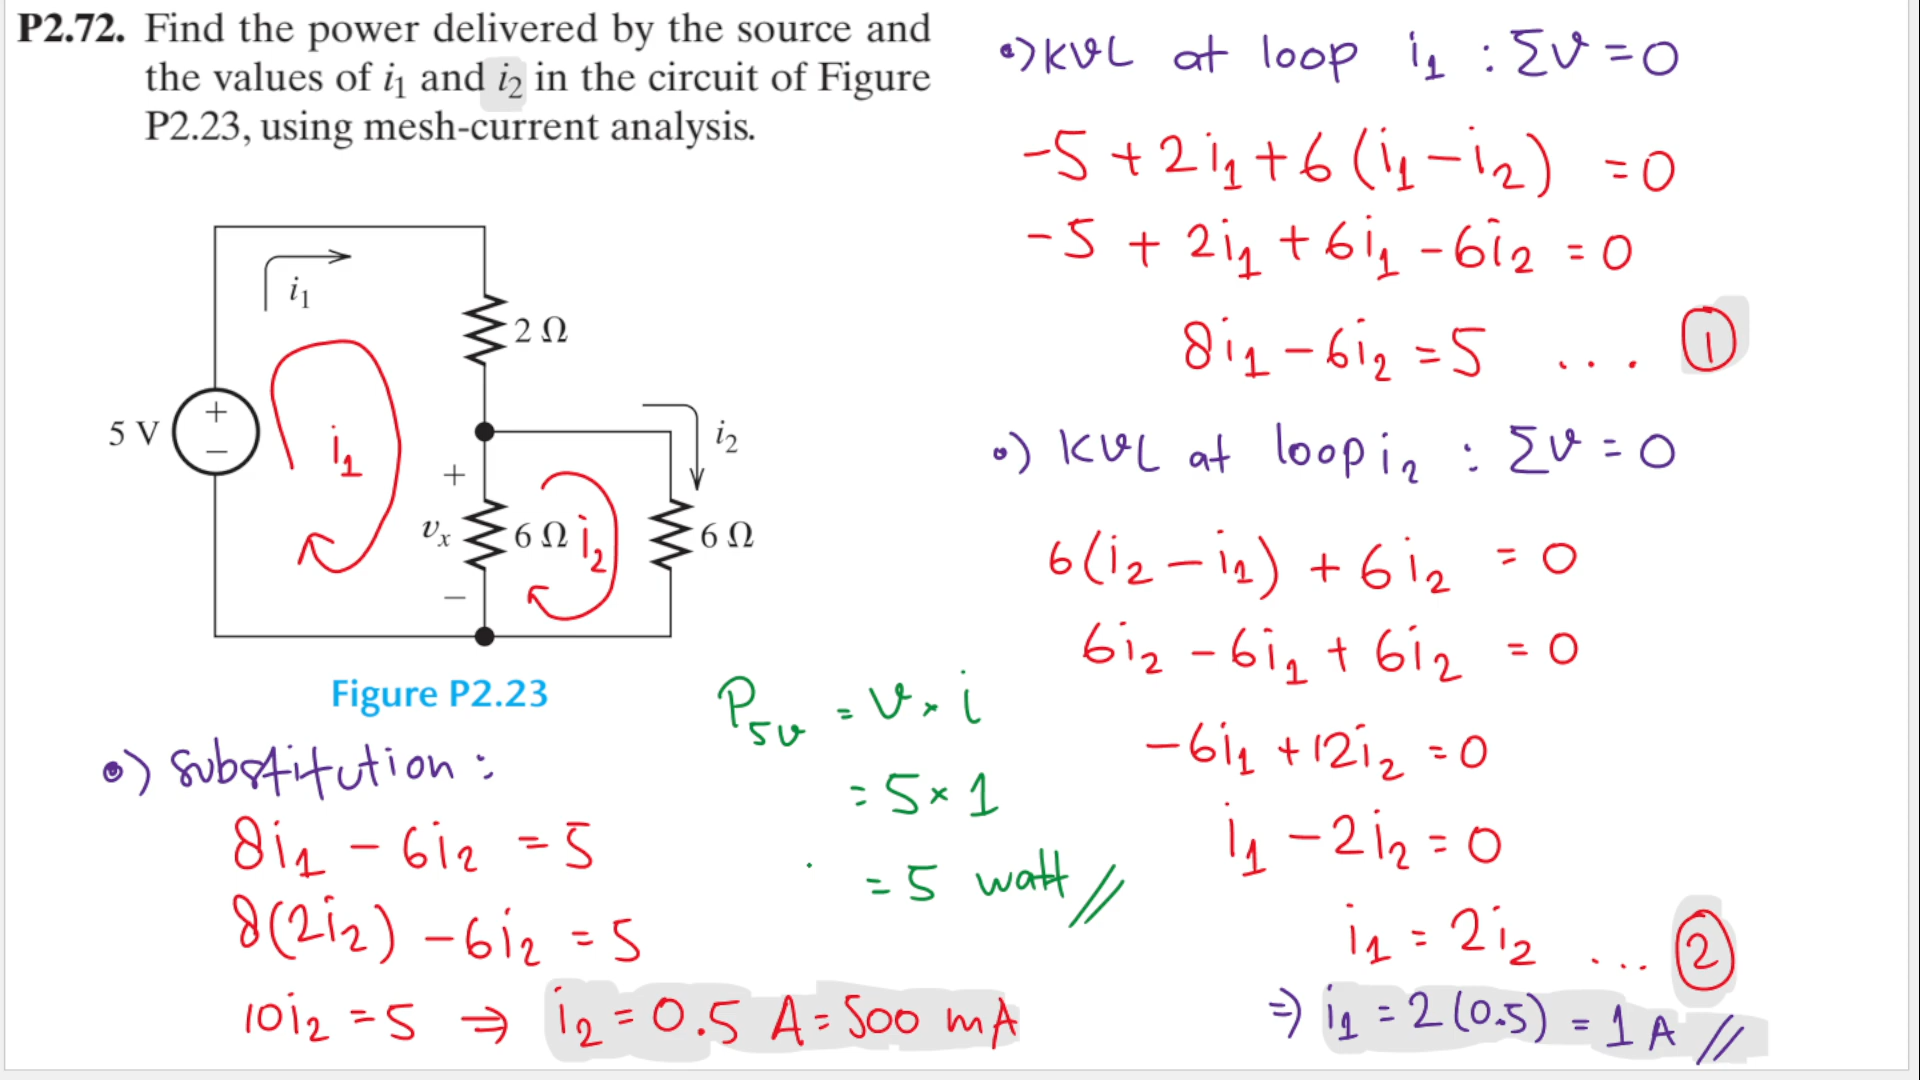 P2.72. Find the power delivered by the source and
the values of i₁ and i₂ in the circuit of Figure
P2.23, using mesh-current analysis.
i₁
2 Ω
5 V
+
−
i₁
i₂
+
vₓ
−
6 Ω
i₂
6 Ω
Figure P2.23
•) substitution :
8i₁ − 6i₂ = 5
8(2i₂) − 6i₂ = 5
10i₂ = 5 ⇒ i₂ = 0.5 A = 500 mA
P₅ᵥ = v × i
= 5 × 1
= 5 watt //
•) KVL at loop i₁ : Σv = 0
-5 + 2i₁ + 6(i₁ − i₂) = 0
-5 + 2i₁ + 6i₁ − 6i₂ = 0
8i₁ − 6i₂ = 5 ... ①
•) KVL at loop i₂ : Σv = 0
6(i₂ − i₁) + 6i₂ = 0
6i₂ − 6i₁ + 6i₂ = 0
−6i₁ + 12i₂ = 0
i₁ − 2i₂ = 0
i₁ = 2i₂ ... ②
⇒ i₁ = 2(0.5) = 1 A //